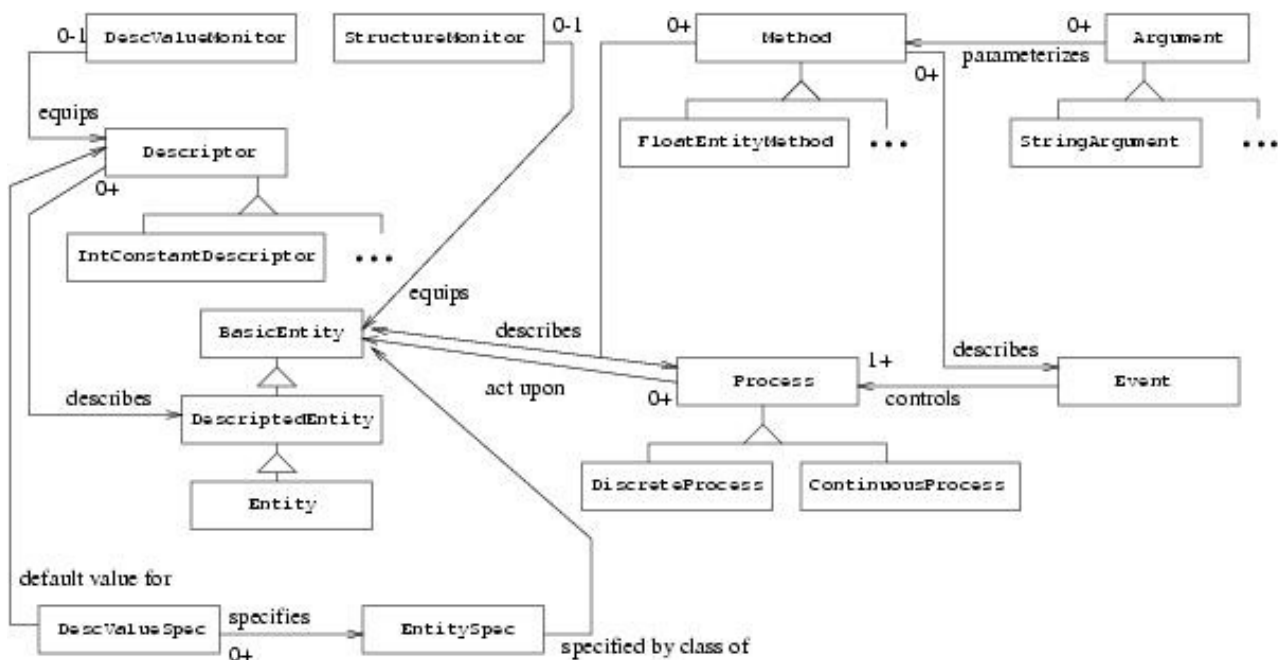 0-1
DescValueMonitor
StructureMonitor
0-1
0+
Method
0+
Argument
0+
parameterizes
equips
Descriptor
0+
FloatEntityMethod
...
StringArgument
...
IntConstantDescriptor
...
equips
BasicEntity
describes
describes
1+
Process
Event
act upon
0+
controls
describes
DescriptedEntity
DiscreteProcess
ContinuousProcess
Entity
default value for
DescValueSpec
specifies
0+
EntitySpec
specified by class of